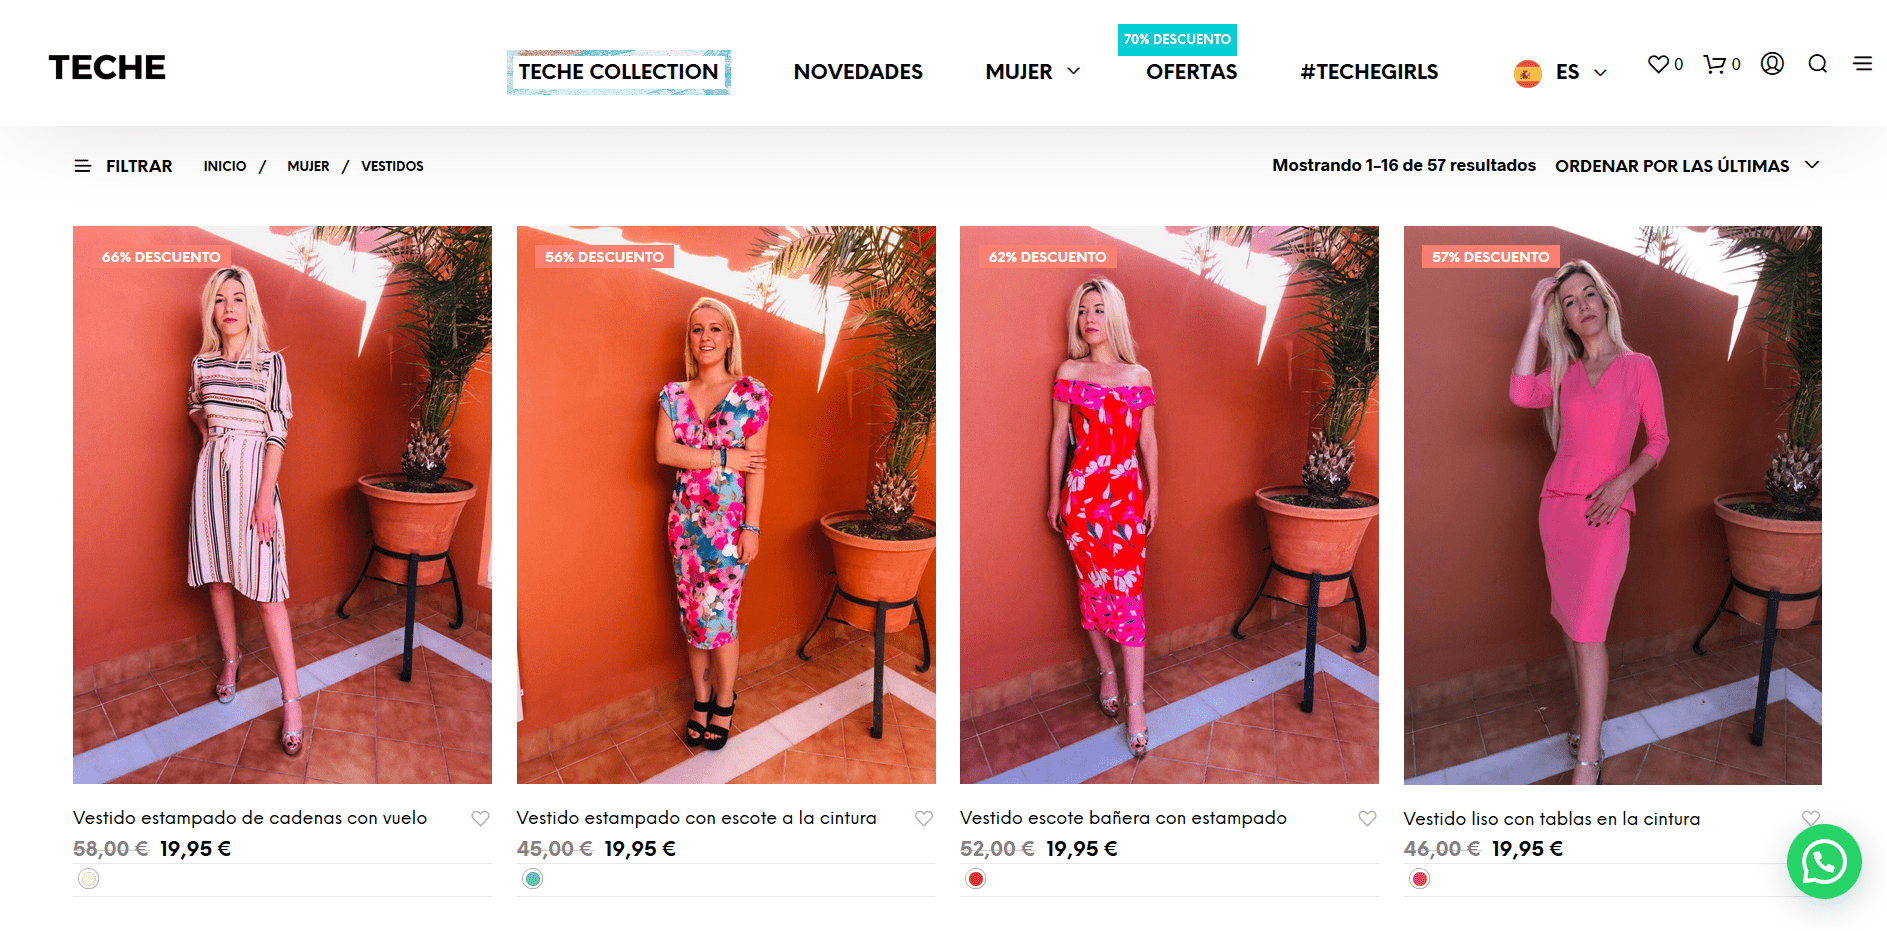 TECHE
TECHE COLLECTION
NOVEDADES
MUJER
70% DESCUENTO
OFERTAS
#TECHEGIRLS
ES
0
0
FILTRAR
INICIO / MUJER / VESTIDOS
Mostrando 1–16 de 57 resultados
ORDENAR POR LAS ÚLTIMAS
66% DESCUENTO
56% DESCUENTO
62% DESCUENTO
57% DESCUENTO
Vestido estampado de cadenas con vuelo
58,00 € 19,95 €
Vestido estampado con escote a la cintura
45,00 € 19,95 €
Vestido escote bañera con estampado
52,00 € 19,95 €
Vestido liso con tablas en la cintura
46,00 € 19,95 €